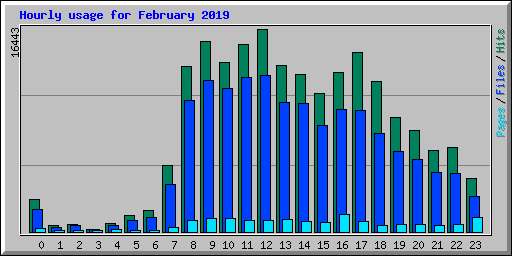 Hourly usage for February 2019
16443
Pages / Files / Hits
0 1 2 3 4 5 6 7 8 9 10 11 12 13 14 15 16 17 18 19 20 21 22 23